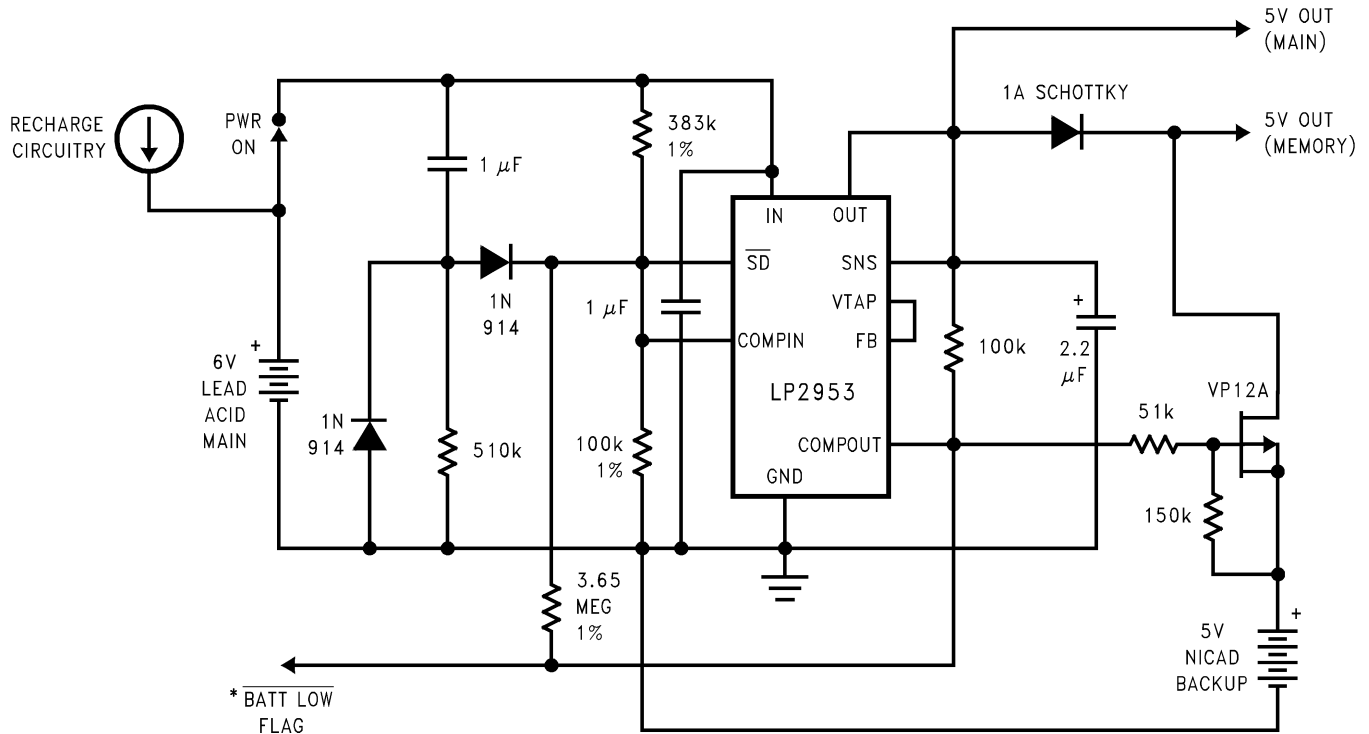 5V OUT
(MAIN)
1A SCHOTTKY
RECHARGE
CIRCUITRY
PWR
ON
383k
1%
5V OUT
(MEMORY)
1 μF
IN
OUT
SD
SNS
1N
914
1 μF
VTAP
+
COMPIN
FB
100k
2.2
μF
6V
LEAD
ACID
MAIN
+
LP2953
VP12A
1N
914
510k
100k
1%
COMPOUT
51k
GND
150k
3.65
MEG
1%
+
5V
NICAD
BACKUP
* BATT LOW
FLAG